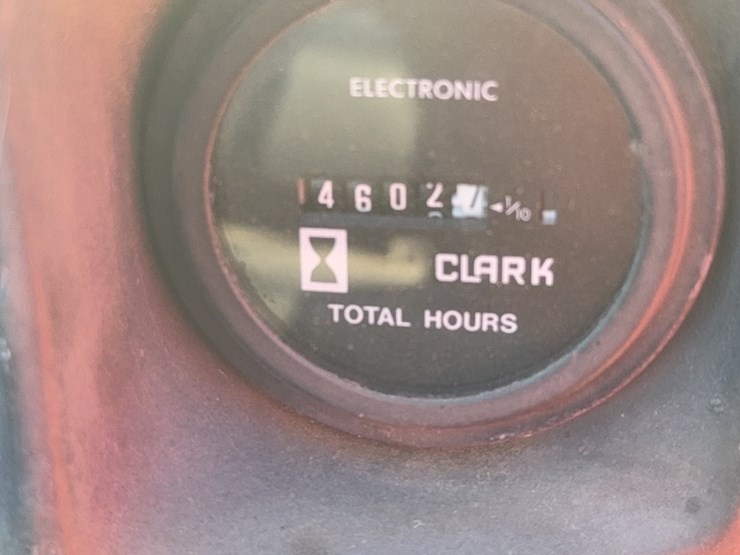 ELECTRONIC
4602 ◄1/10
CLARK
TOTAL HOURS